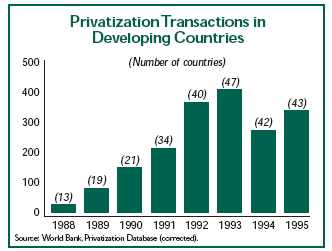 Privatization Transactions in
Developing Countries
(Number of countries)
500
400
300
200
100
0
(13)
(19)
(21)
(34)
(40)
(47)
(42)
(43)
1988 1989 1990 1991 1992 1993 1994 1995
Source: World Bank, Privatization Database (corrected).